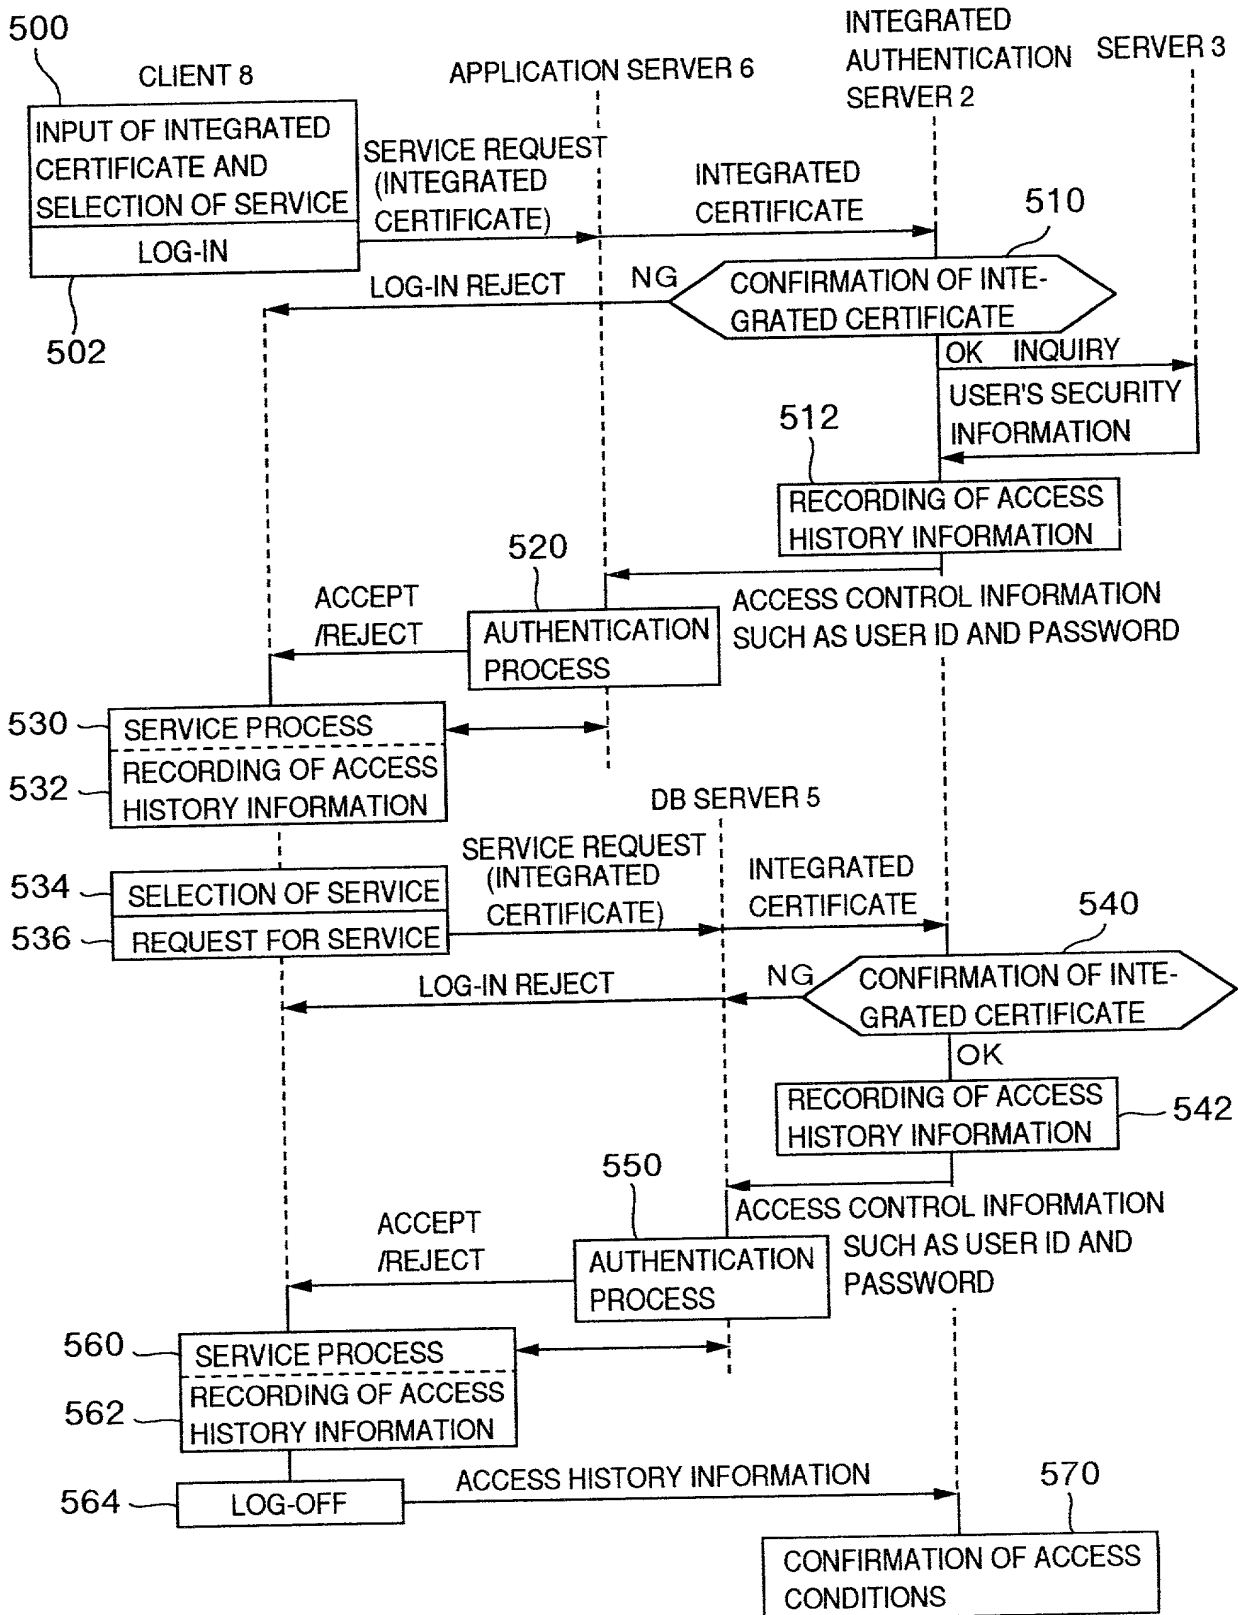 500
CLIENT 8
APPLICATION SERVER 6
INTEGRATED
AUTHENTICATION
SERVER 2
SERVER 3
INPUT OF INTEGRATED
CERTIFICATE AND
SELECTION OF SERVICE
LOG-IN
502
SERVICE REQUEST
(INTEGRATED
CERTIFICATE)
INTEGRATED
CERTIFICATE
510
LOG-IN REJECT
NG
CONFIRMATION OF INTE-
GRATED CERTIFICATE
OK INQUIRY
USER'S SECURITY
INFORMATION
512
RECORDING OF ACCESS
HISTORY INFORMATION
520
ACCEPT
/REJECT
AUTHENTICATION
PROCESS
ACCESS CONTROL INFORMATION
SUCH AS USER ID AND PASSWORD
530
SERVICE PROCESS
532
RECORDING OF ACCESS
HISTORY INFORMATION
DB SERVER 5
534
SELECTION OF SERVICE
536
REQUEST FOR SERVICE
SERVICE REQUEST
(INTEGRATED
CERTIFICATE)
INTEGRATED
CERTIFICATE
540
LOG-IN REJECT
NG
CONFIRMATION OF INTE-
GRATED CERTIFICATE
OK
RECORDING OF ACCESS
HISTORY INFORMATION
542
550
ACCEPT
/REJECT
AUTHENTICATION
PROCESS
ACCESS CONTROL INFORMATION
SUCH AS USER ID AND
PASSWORD
560
SERVICE PROCESS
562
RECORDING OF ACCESS
HISTORY INFORMATION
564
LOG-OFF
ACCESS HISTORY INFORMATION
570
CONFIRMATION OF ACCESS
CONDITIONS